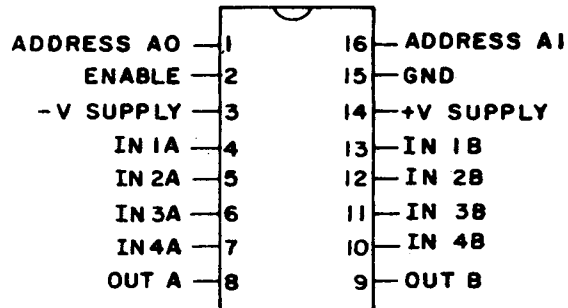 ADDRESS A0 1 16 ADDRESS A1
ENABLE 2 15 GND
-V SUPPLY 3 14 +V SUPPLY
IN 1A 4 13 IN 1B
IN 2A 5 12 IN 2B
IN 3A 6 11 IN 3B
IN 4A 7 10 IN 4B
OUT A 8 9 OUT B